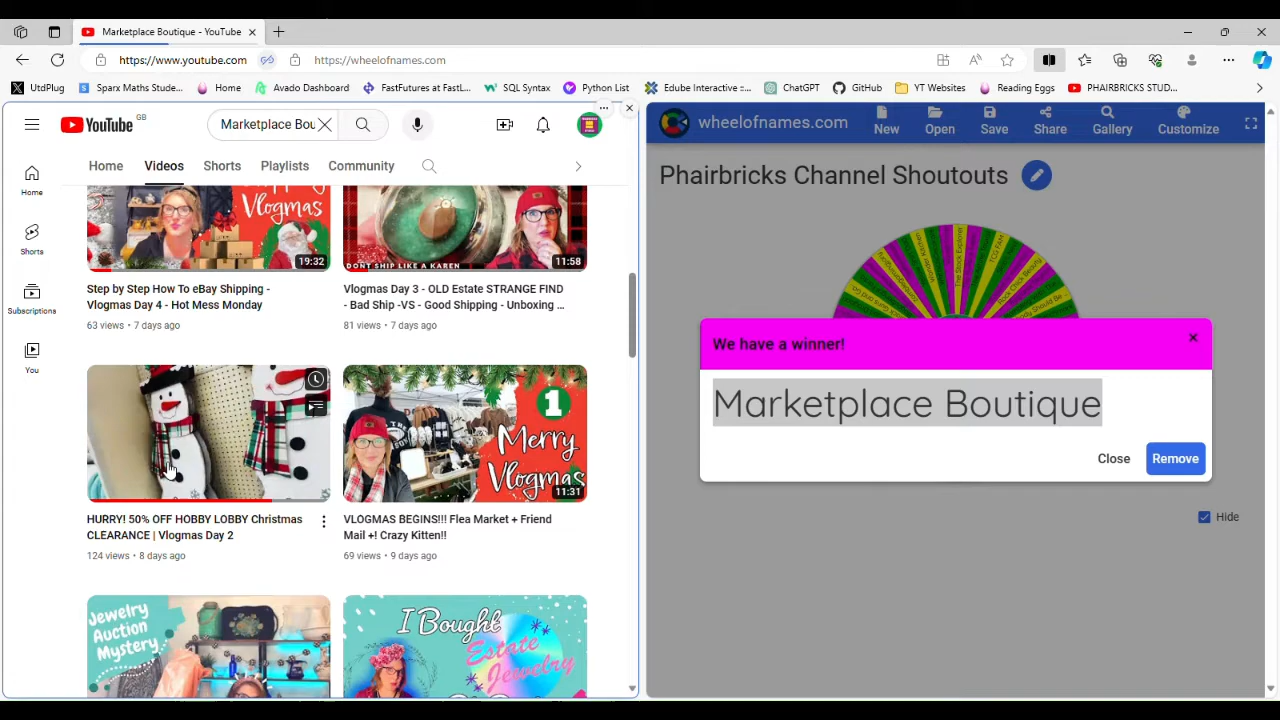 Marketplace Boutique - YouTube
https://www.youtube.com
https://wheelofnames.com
UtdPlug
Sparx Maths Stude...
Home
Avado Dashboard
FastFutures at FastL...
SQL Syntax
Python List
Edube Interactive ::...
ChatGPT
GitHub
YT Websites
Reading Eggs
PHAIRBRICKS STUD...
YouTube GB
Marketplace Bou
Home
Videos
Shorts
Playlists
Community
Home
Shorts
Subscriptions
You
Vlogmas
19:32
DONT SHIP LIKE A KAREN
11:58
Step by Step How To eBay Shipping -
Vlogmas Day 4 - Hot Mess Monday
63 views • 7 days ago
Vlogmas Day 3 - OLD Estate STRANGE FIND
- Bad Ship -VS - Good Shipping - Unboxing ...
81 views • 7 days ago
1
Merry
Vlogmas
11:31
HURRY! 50% OFF HOBBY LOBBY Christmas
CLEARANCE | Vlogmas Day 2
124 views • 8 days ago
VLOGMAS BEGINS!!! Flea Market + Friend
Mail +! Crazy Kitten!!
69 views • 9 days ago
Jewelry
Auction
Mystery
I Bought
Estate
Jewelry
wheelofnames.com
New
Open
Save
Share
Gallery
Customize
Phairbricks Channel Shoutouts
The Stock Explorer
We have a winner!
Marketplace Boutique
Close
Remove
Hide